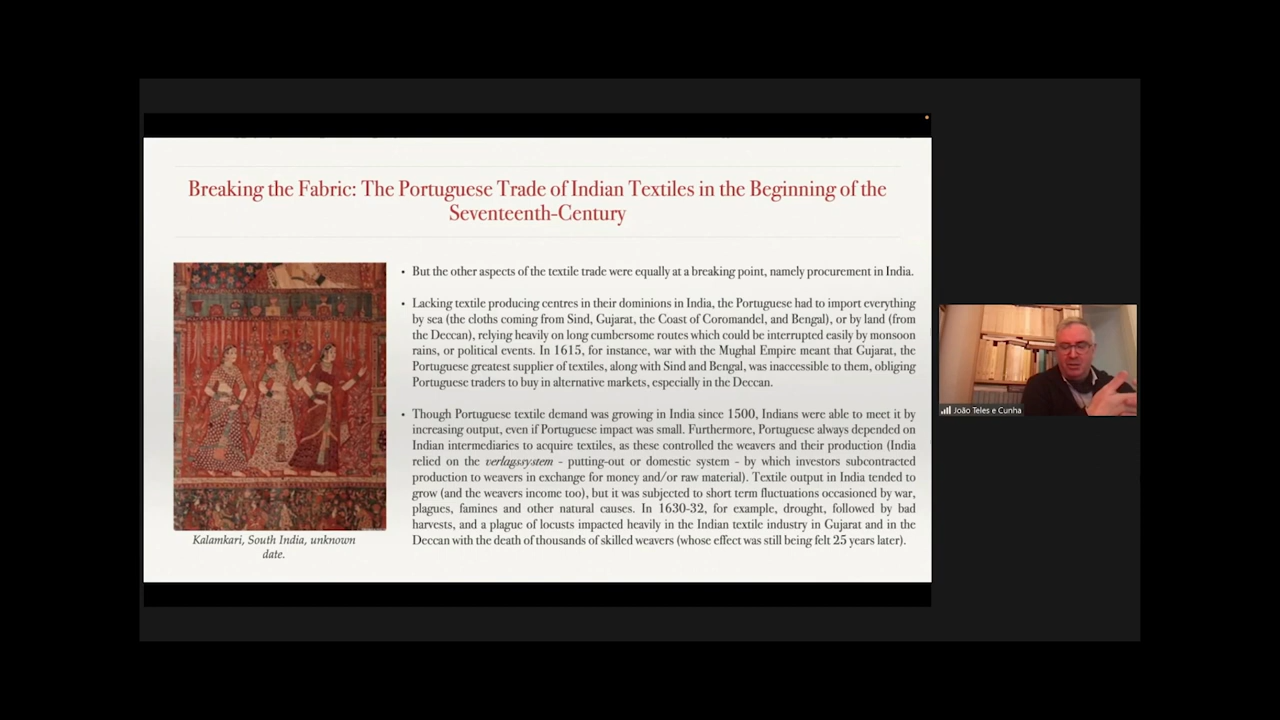 Breaking the Fabric: The Portuguese Trade of Indian Textiles in the Beginning of the
Seventeenth-Century
• But the other aspects of the textile trade were equally at a breaking point, namely procurement in India.
• Lacking textile producing centres in their dominions in India, the Portuguese had to import everything
by sea (the cloths coming from Sind, Gujarat, the Coast of Coromandel, and Bengal), or by land (from
the Deccan), relying heavily on long cumbersome routes which could be interrupted easily by monsoon
rains, or political events. In 1615, for instance, war with the Mughal Empire meant that Gujarat, the
Portuguese greatest supplier of textiles, along with Sind and Bengal, was inaccessible to them, obliging
Portuguese traders to buy in alternative markets, especially in the Deccan.
• Though Portuguese textile demand was growing in India since 1500, Indians were able to meet it by
increasing output, even if Portuguese impact was small. Furthermore, Portuguese always depended on
Indian intermediaries to acquire textiles, as these controlled the weavers and their production (India
relied on the verlagssystem - putting-out or domestic system - by which investors subcontracted
production to weavers in exchange for money and/or raw material). Textile output in India tended to
grow (and the weavers income too), but it was subjected to short term fluctuations occasioned by war,
plagues, famines and other natural causes. In 1630-32, for example, drought, followed by bad
harvests, and a plague of locusts impacted heavily in the Indian textile industry in Gujarat and in the
Deccan with the death of thousands of skilled weavers (whose effect was still being felt 25 years later).
Kalamkari, South India, unknown
date.
João Teles e Cunha